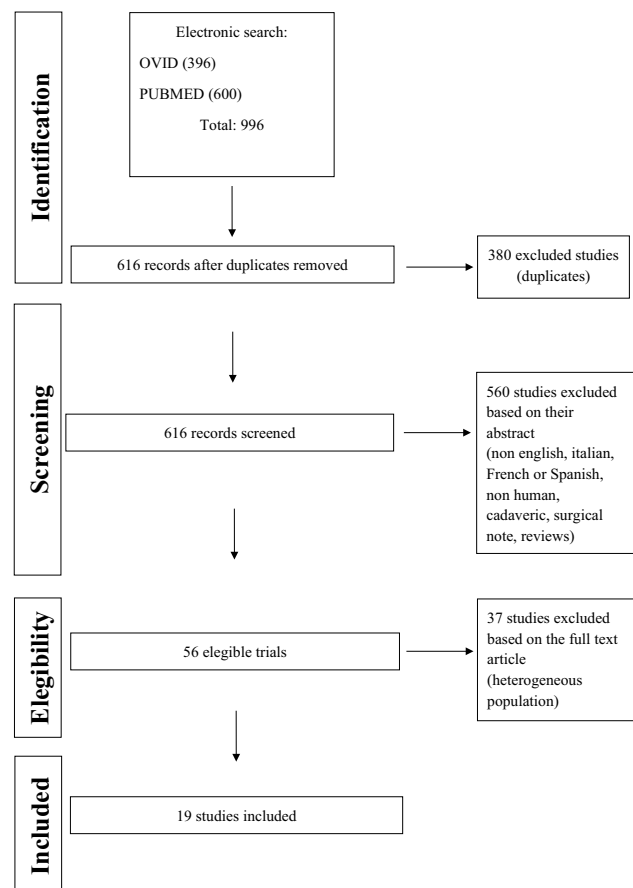 Identification
Electronic search:
OVID (396)
PUBMED (600)
Total: 996
616 records after duplicates removed
380 excluded studies
(duplicates)
Screening
616 records screened
560 studies excluded
based on their
abstract
(non english, italian,
French or Spanish,
non human,
cadaveric, surgical
note, reviews)
Elegibility
56 elegible trials
37 studies excluded
based on the full text
article
(heterogeneous
population)
Included
19 studies included